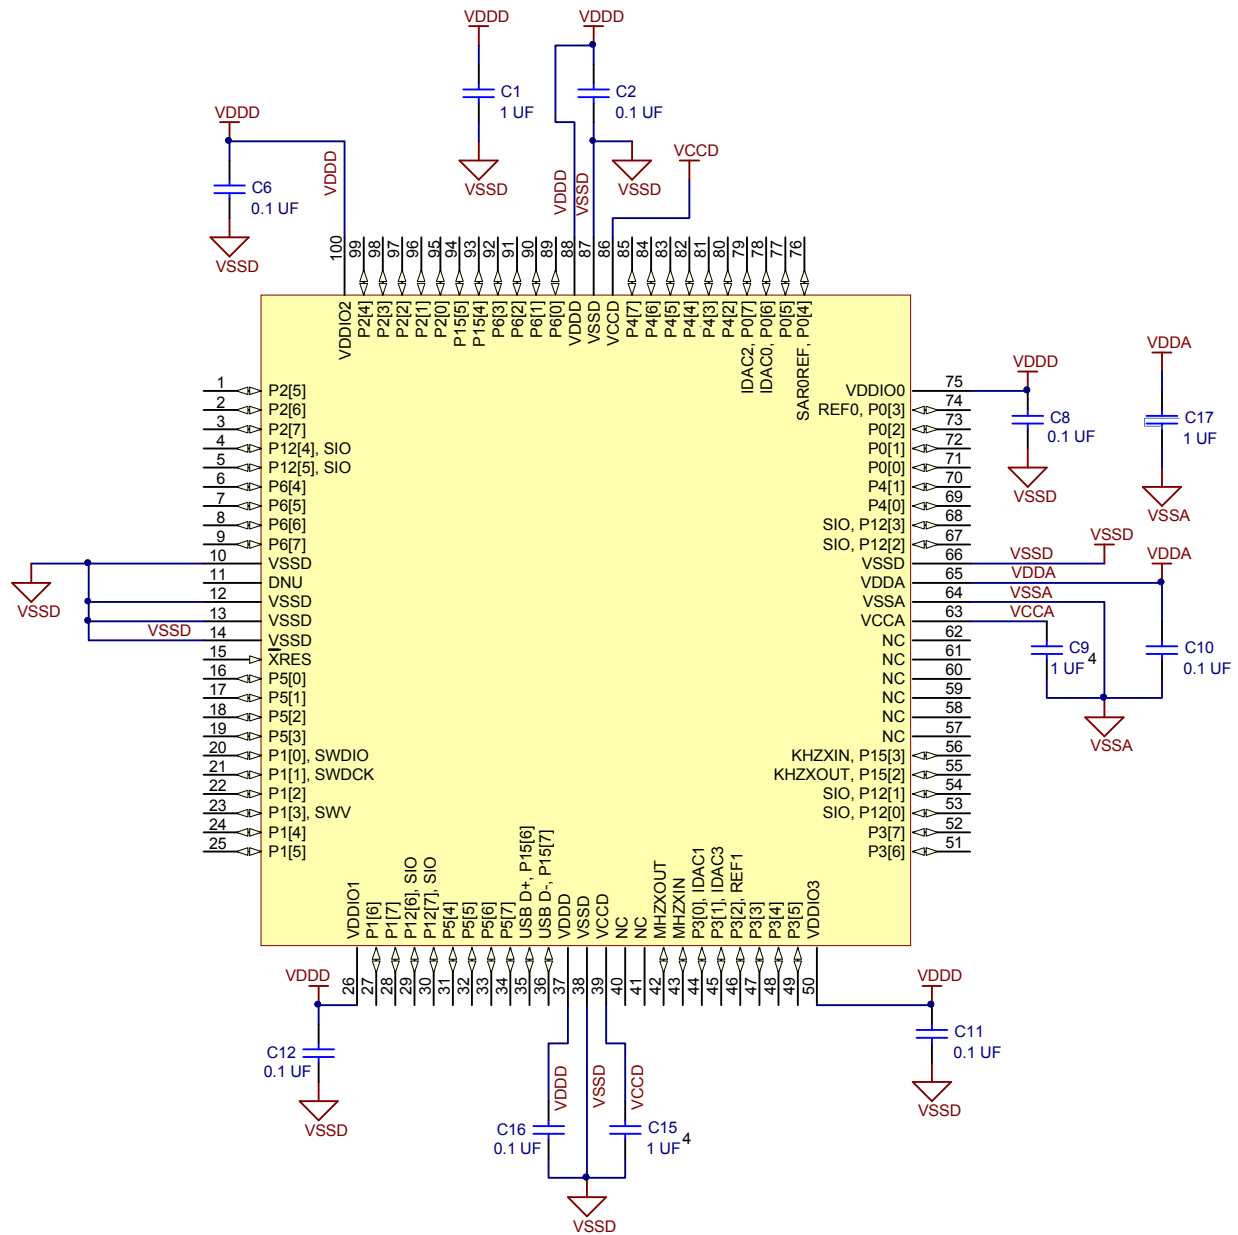 VDDD
VDDD
C1
1 UF
C2
0.1 UF
VDDD
VDDD
C6
0.1 UF
VSSD
VSSD
VSSD
VCCD
VDDD
VSSD
100
99
98
97
96
95
94
93
92
91
90
89
88
87
86
85
84
83
82
81
80
79
78
77
76
VDDIO2
P2[4]
P2[3]
P2[2]
P2[1]
P2[0]
P15[5]
P15[4]
P6[3]
P6[2]
P6[1]
P6[0]
VDDD
VSSD
VCCD
P4[7]
P4[6]
P4[5]
P4[4]
P4[3]
P4[2]
IDAC2, P0[7]
IDAC0, P0[6]
P0[5]
SAR0REF, P0[4]
1 P2[5]
2 P2[6]
3 P2[7]
4 P12[4], SIO
5 P12[5], SIO
6 P6[4]
7 P6[5]
8 P6[6]
9 P6[7]
10 VSSD
11 DNU
12 VSSD
13 VSSD
14 VSSD
15 XRES
16 P5[0]
17 P5[1]
18 P5[2]
19 P5[3]
20 P1[0], SWDIO
21 P1[1], SWDCK
22 P1[2]
23 P1[3], SWV
24 P1[4]
25 P1[5]
VSSD
VSSD
VDDIO0 75
REF0, P0[3] 74
P0[2] 73
P0[1] 72
P0[0] 71
P4[1] 70
P4[0] 69
SIO, P12[3] 68
SIO, P12[2] 67
VSSD 66
VDDA 65
VSSA 64
VCCA 63
NC 62
NC 61
NC 60
NC 59
NC 58
NC 57
KHZXIN, P15[3] 56
KHZXOUT, P15[2] 55
SIO, P12[1] 54
SIO, P12[0] 53
P3[7] 52
P3[6] 51
VDDD
C8
0.1 UF
VSSD
VDDA
C17
1 UF
VSSA
VSSD
VSSD
VDDA
VDDA
VSSA
VCCA
C9
1 UF 4
C10
0.1 UF
VSSA
VDDIO1
P1[6]
P1[7]
P12[6], SIO
P12[7], SIO
P5[4]
P5[5]
P5[6]
P5[7]
USB D+, P15[6]
USB D-, P15[7]
VDDD
VSSD
VCCD
NC
NC
MHZXOUT
MHZXIN
P3[0], IDAC1
P3[1], IDAC3
P3[2], REF1
P3[3]
P3[4]
P3[5]
VDDIO3
26
27
28
29
30
31
32
33
34
35
36
37
38
39
40
41
42
43
44
45
46
47
48
49
50
VDDD
C12
0.1 UF
VSSD
VDDD
VSSD
VCCD
C16
0.1 UF
C15
1 UF 4
VSSD
VDDD
C11
0.1 UF
VSSD